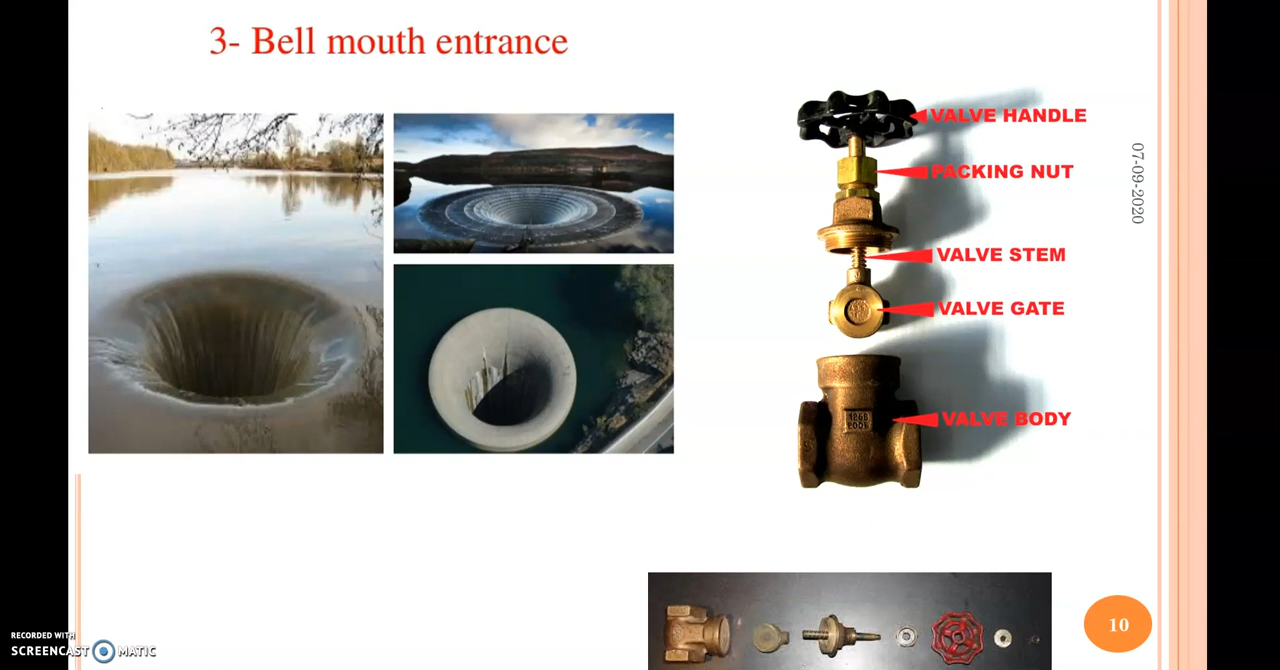 3- Bell mouth entrance
VALVE HANDLE
PACKING NUT
VALVE STEM
VALVE GATE
VALVE BODY
07-09-2020
10
RECORDED WITH
SCREENCAST MATIC